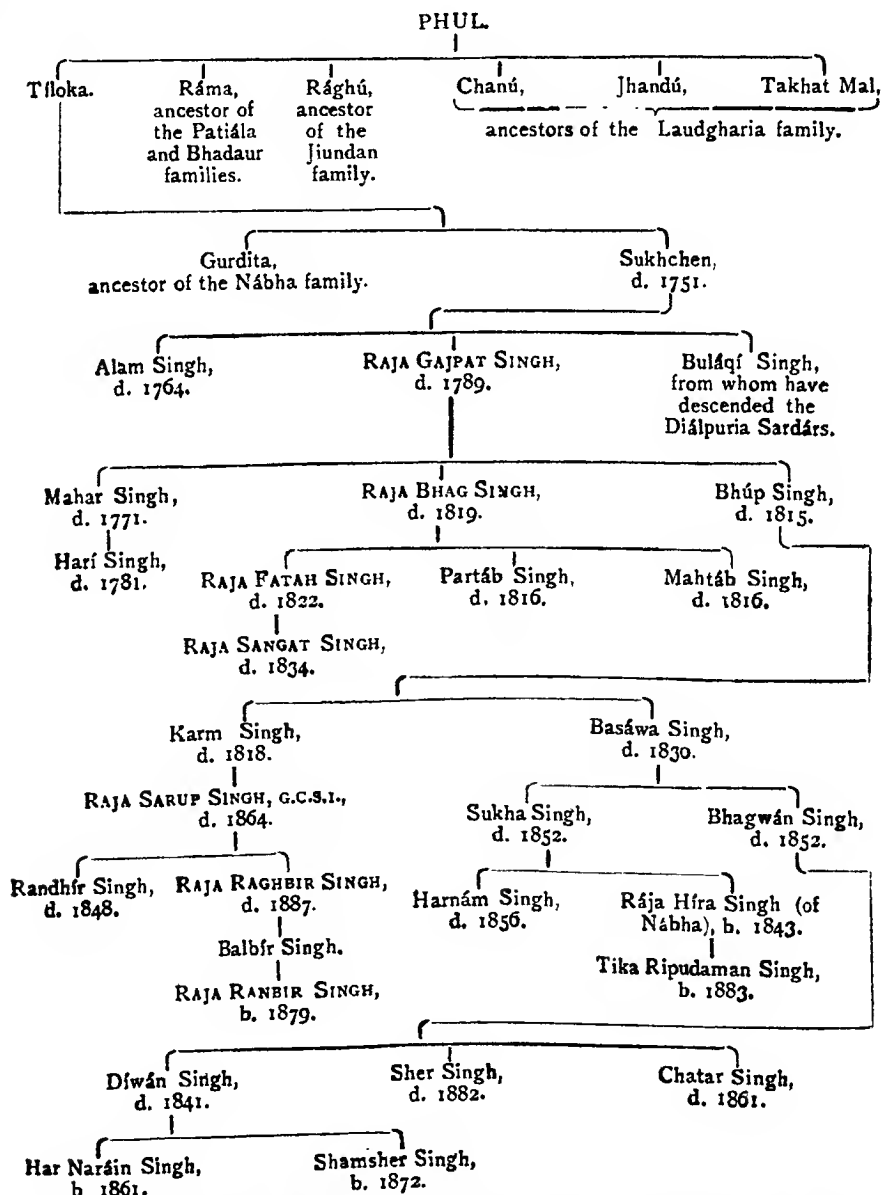 PHUL.
Tíloka. Ráma, Rághú, Chanú, Jhandú, Takhat Mal,
ancestor of ancestor
the Patiála of the
and Bhadaur Jiundan
families. family.
ancestors of the Laudgharia family.
Gurdita, Sukhchen,
ancestor of the Nábha family. d. 1751.
Alam Singh, RAJA GAJPAT SINGH, Buláqí Singh,
d. 1764. d. 1789. from whom have
descended the
Diálpuria Sardárs.
Mahar Singh, RAJA BHAG SINGH, Bhúp Singh,
d. 1771. d. 1819. d. 1815.
Harí Singh, RAJA FATAH SINGH, Partáb Singh, Mahtáb Singh,
d. 1781. d. 1822. d. 1816. d. 1816.
RAJA SANGAT SINGH,
d. 1834.
Karm Singh, Basáwa Singh,
d. 1818. d. 1830.
RAJA SARUP SINGH, G.C.S.I., Sukha Singh, Bhagwán Singh,
d. 1864. d. 1852. d. 1852.
Randhír Singh, RAJA RAGHBIR SINGH, Harnám Singh, Rája Híra Singh (of
d. 1848. d. 1887. d. 1856. Nábha), b. 1843.
Balbír Singh. Tika Ripudaman Singh,
RAJA RANBIR SINGH, b. 1883.
b. 1879.
Díwán Singh, Sher Singh, Chatar Singh,
d. 1841. d. 1882. d. 1861.
Har Naráin Singh, Shamsher Singh,
b 1861. b. 1872.